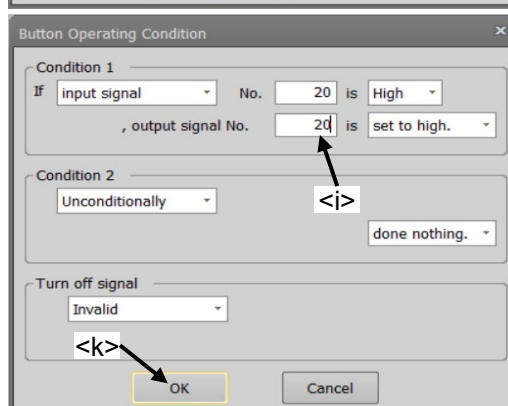 Button Operating Condition ×
Condition 1
If input signal No. 20 is High
, output signal No. 20 is set to high.
<i>
Condition 2
Unconditionally
done nothing.
Turn off signal
Invalid
<k>
OK Cancel